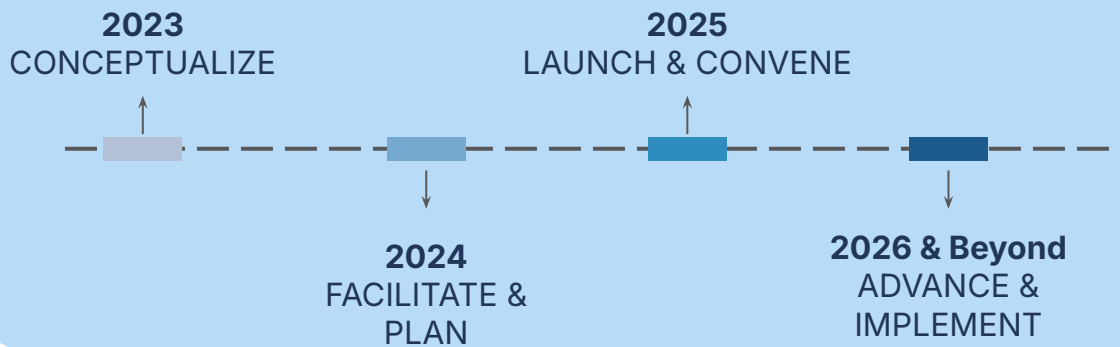 2023
CONCEPTUALIZE
2024
FACILITATE &
PLAN
2025
LAUNCH & CONVENE
2026 & Beyond
ADVANCE &
IMPLEMENT